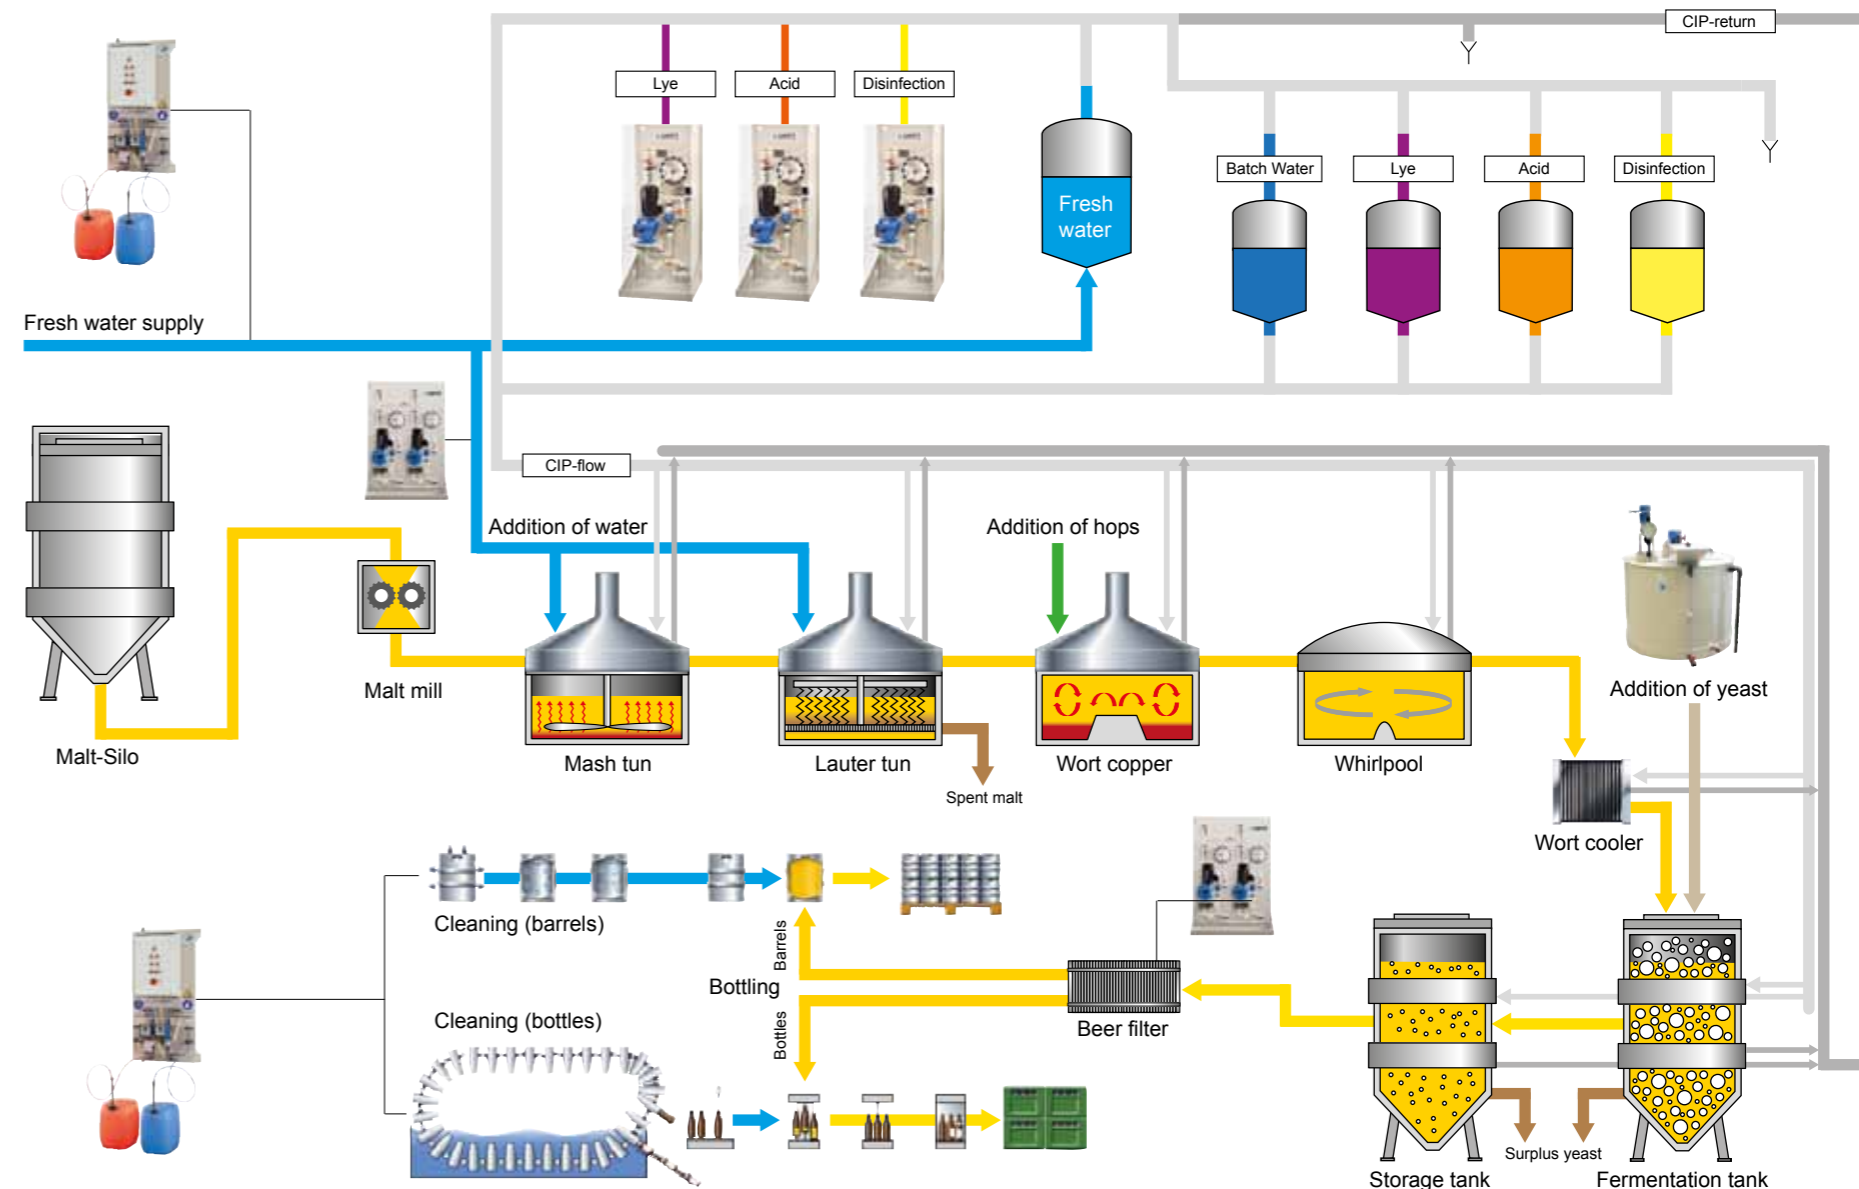 CIP-return
Lye
Acid
Disinfection
Batch Water
Lye
Acid
Disinfection
Fresh
water
Fresh water supply
CIP-flow
Addition of water
Addition of hops
Malt mill
Addition of yeast
Malt-Silo
Mash tun
Lauter tun
Wort copper
Whirlpool
Spent malt
Wort cooler
Cleaning (barrels)
Barrels
Bottling
Cleaning (bottles)
Bottles
Beer filter
Surplus yeast
Storage tank
Fermentation tank